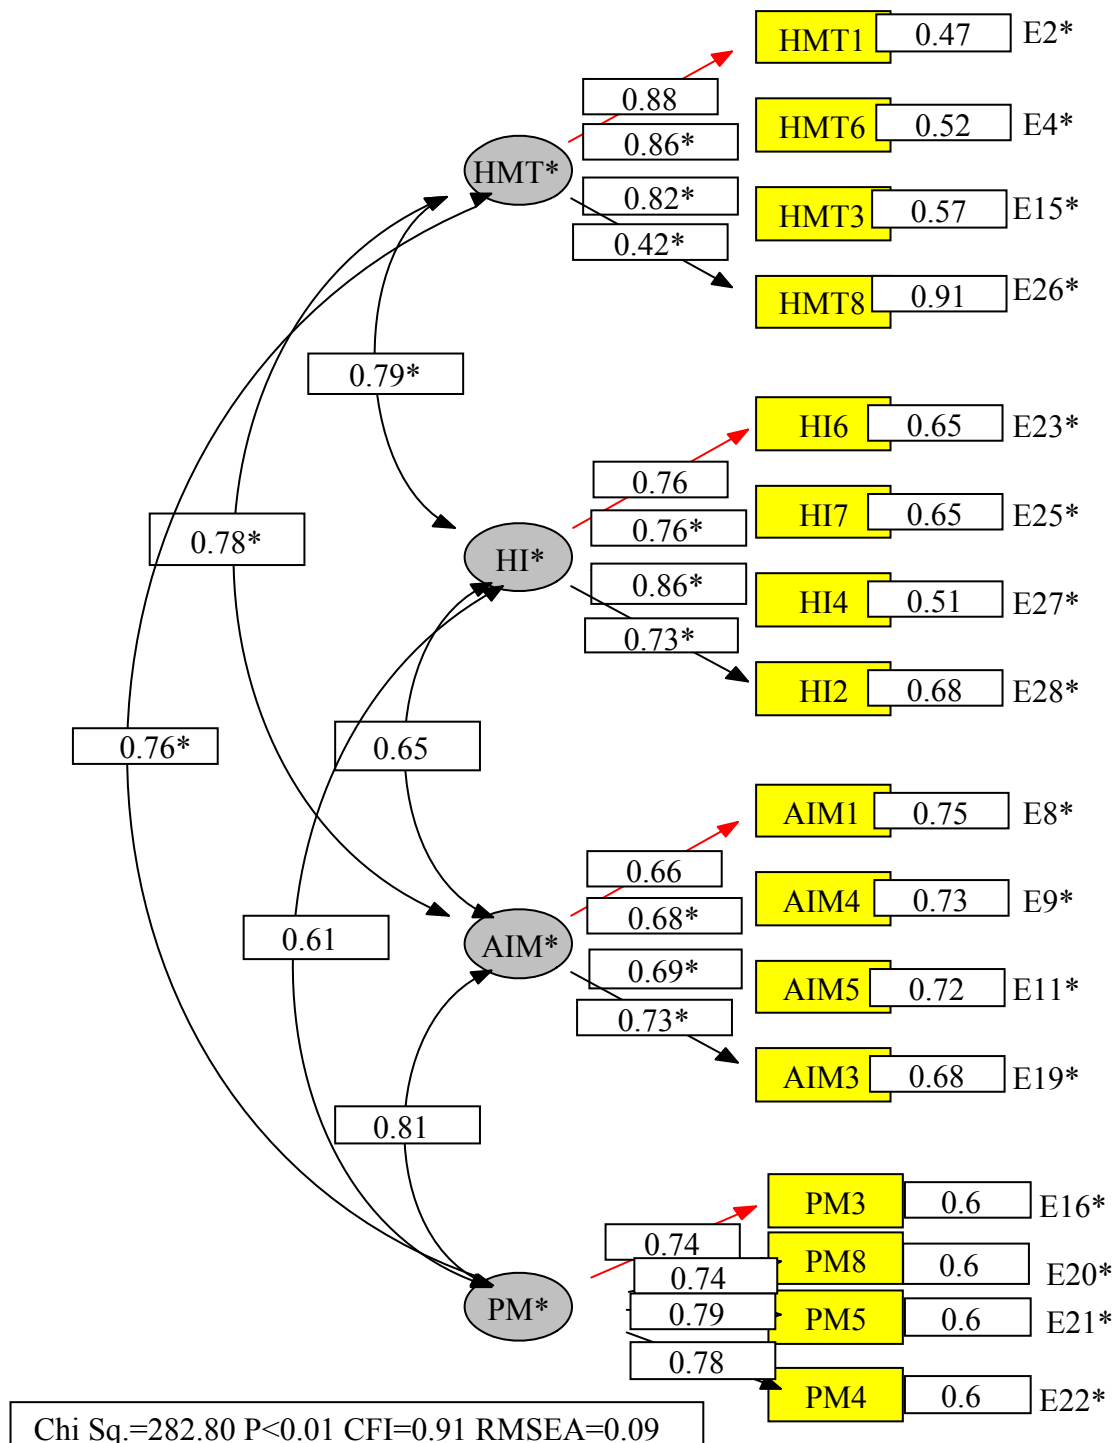 HMT1 0.47 E2*
0.88
HMT6 0.52 E4*
0.86*
HMT*
0.82*
HMT3 0.57 E15*
0.42*
HMT8 0.91 E26*
0.79*
HI6 0.65 E23*
0.76
HI7 0.65 E25*
0.76*
0.78*
HI*
0.86*
HI4 0.51 E27*
0.73*
HI2 0.68 E28*
0.76*
0.65
AIM1 0.75 E8*
0.66
AIM4 0.73 E9*
0.68*
0.61
AIM*
0.69*
AIM5 0.72 E11*
0.73*
AIM3 0.68 E19*
0.81
PM3 0.6 E16*
0.74
PM8 0.6 E20*
0.74
PM*
0.79
PM5 0.6 E21*
0.78
PM4 0.6 E22*
Chi Sq.=282.80 P<0.01 CFI=0.91 RMSEA=0.09